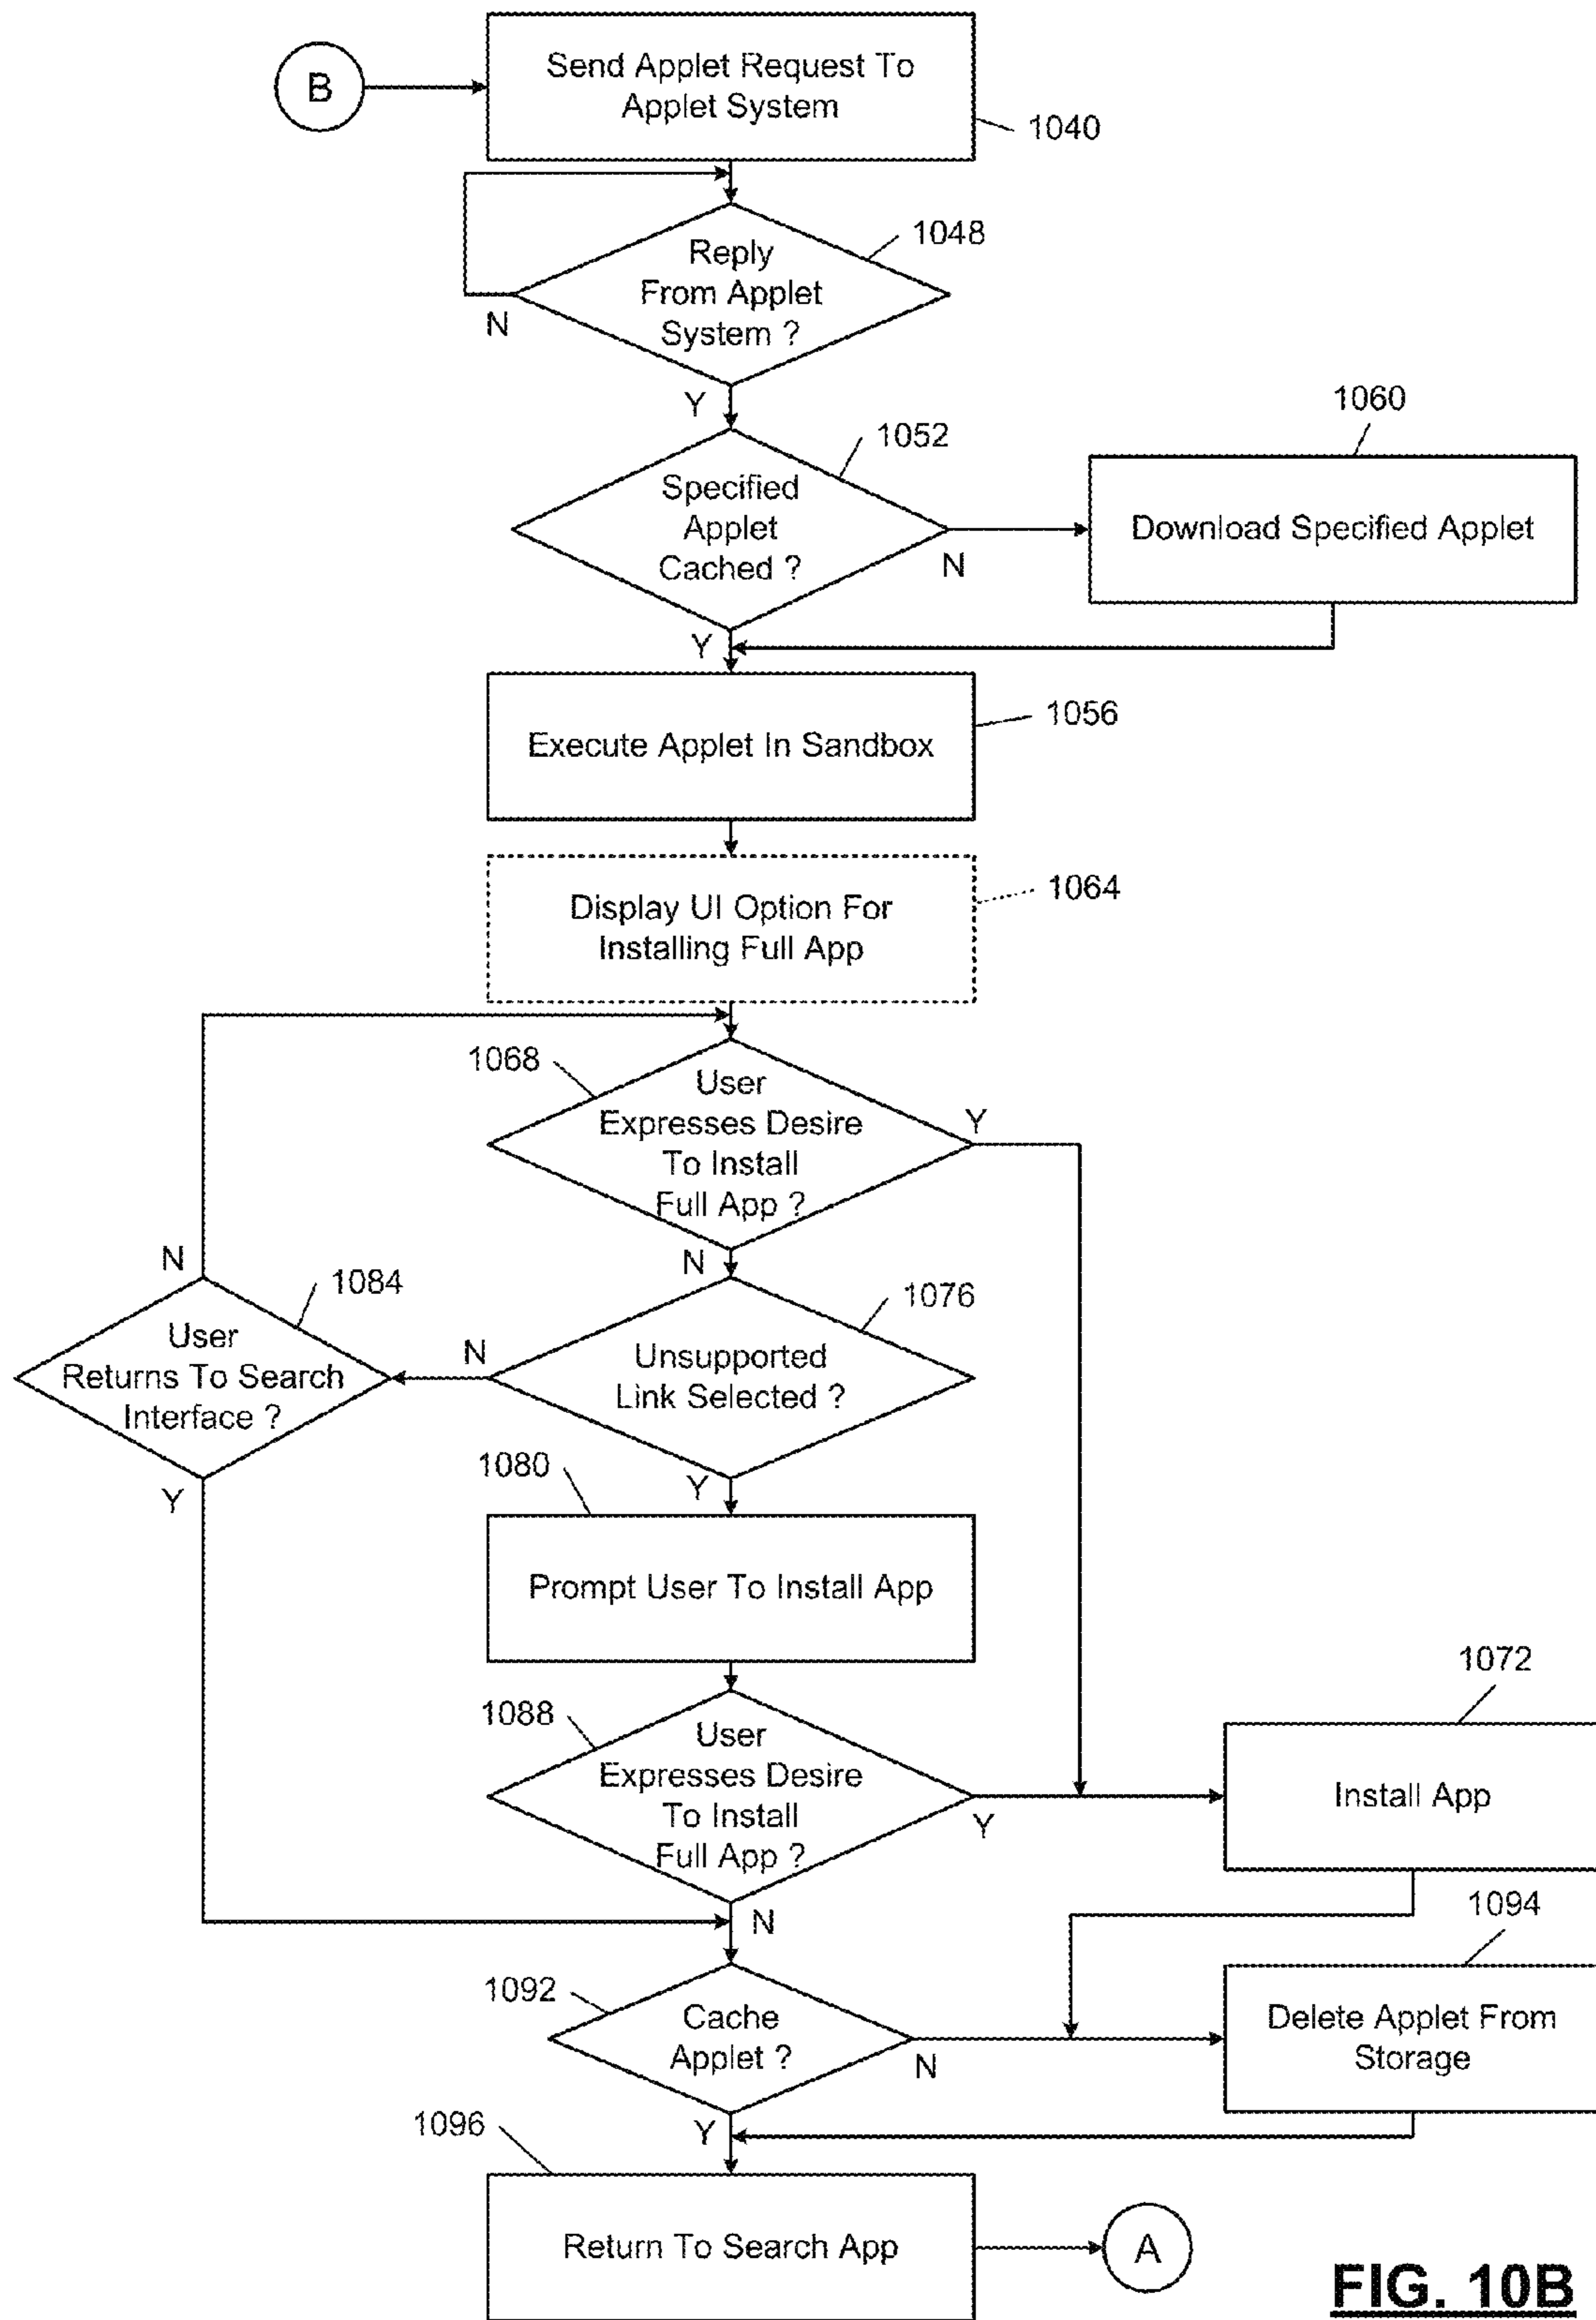 B
Send Applet Request To
Applet System
1040
1048
Reply
From Applet
System ?
N
Y
1052
Specified
Applet
Cached ?
N
1060
Download Specified Applet
Y
Execute Applet In Sandbox
1056
Display UI Option For
Installing Full App
1064
1068
User
Expresses Desire
To Install
Full App ?
Y
N
N
1084
User
Returns To Search
Interface ?
Y
1076
Unsupported
Link Selected ?
N
Y
1080
Prompt User To Install App
1088
User
Expresses Desire
To Install
Full App ?
Y
N
1072
Install App
1092
Cache
Applet ?
N
Y
1094
Delete Applet From
Storage
1096
Return To Search App
A
FIG. 10B